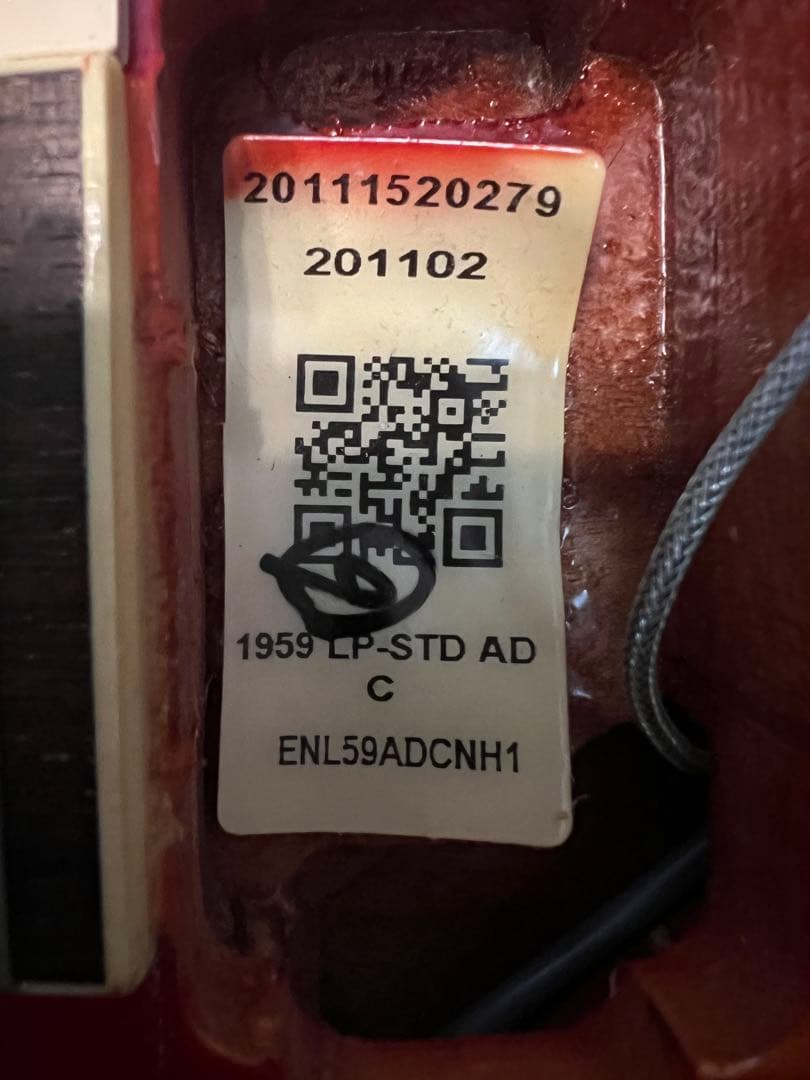 20111520279
201102
1959 LP-STD AD
C
ENL59ADCNH1